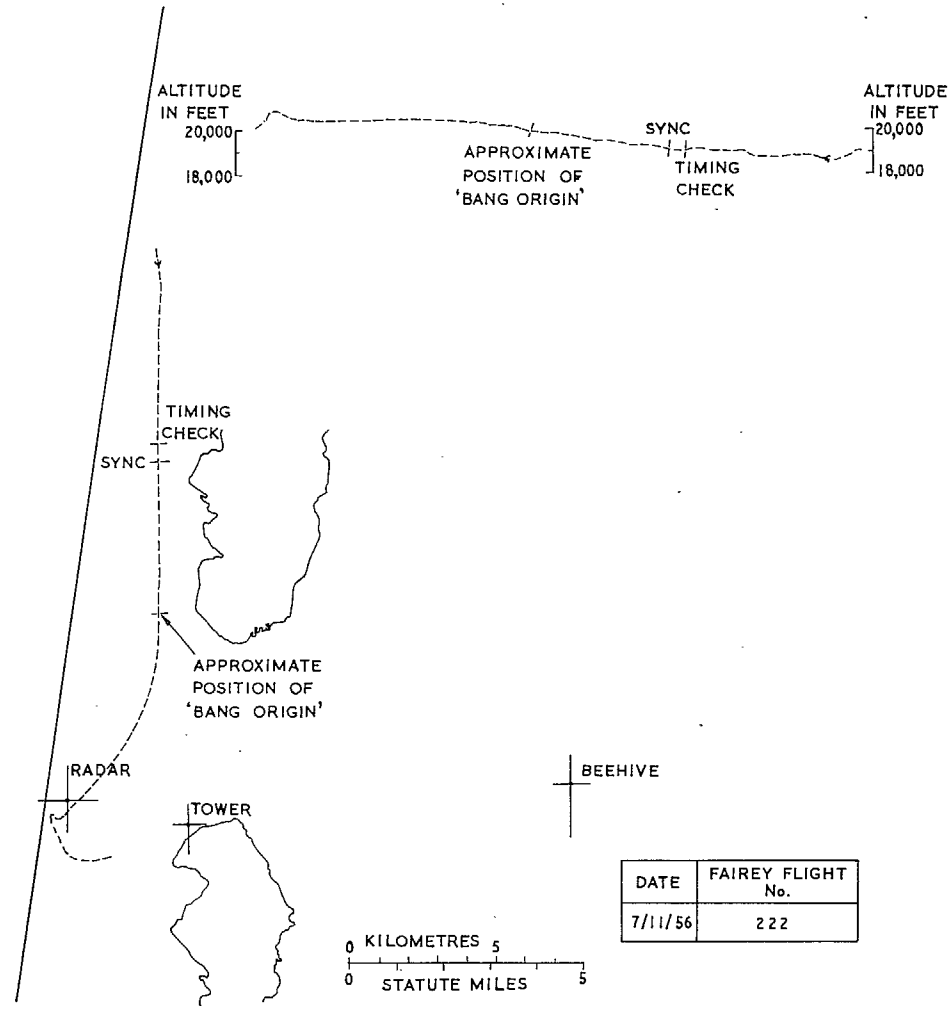 ALTITUDE
IN FEET
20,000
18,000
APPROXIMATE
POSITION OF
'BANG ORIGIN'
SYNC
TIMING
CHECK
ALTITUDE
IN FEET
20,000
18,000
TIMING
CHECK
SYNC
APPROXIMATE
POSITION OF
'BANG ORIGIN'
RADAR
TOWER
BEEHIVE
DATE
FAIREY FLIGHT
No.
7/11/56
222
0 KILOMETRES 5
0 5
STATUTE MILES